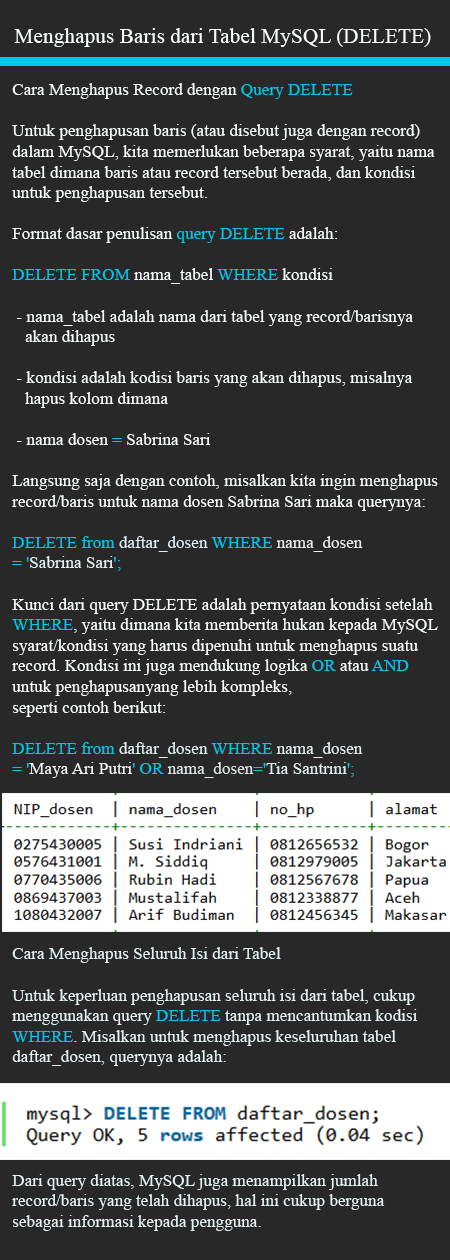 Menghapus Baris dari Tabel MySQL (DELETE)
Cara Menghapus Record dengan Query DELETE
Untuk penghapusan baris (atau disebut juga dengan record)
dalam MySQL, kita memerlukan beberapa syarat, yaitu nama
tabel dimana baris atau record tersebut berada, dan kondisi
untuk penghapusan tersebut.
Format dasar penulisan query DELETE adalah:
DELETE FROM nama_tabel WHERE kondisi
- nama_tabel adalah nama dari tabel yang record/barisnya
akan dihapus
- kondisi adalah kodisi baris yang akan dihapus, misalnya
hapus kolom dimana
- nama dosen = Sabrina Sari
Langsung saja dengan contoh, misalkan kita ingin menghapus
record/baris untuk nama dosen Sabrina Sari maka querynya:
DELETE from daftar_dosen WHERE nama_dosen
= 'Sabrina Sari';
Kunci dari query DELETE adalah pernyataan kondisi setelah
WHERE, yaitu dimana kita memberita hukan kepada MySQL
syarat/kondisi yang harus dipenuhi untuk menghapus suatu
record. Kondisi ini juga mendukung logika OR atau AND
untuk penghapusanyang lebih kompleks,
seperti contoh berikut:
DELETE from daftar_dosen WHERE nama_dosen
= 'Maya Ari Putri' OR nama_dosen='Tia Santrini';
NIP_dosen | nama_dosen | no_hp | alamat
0275430005 | Susi Indriani | 0812656532 | Bogor
0576431001 | M. Siddiq | 0812979005 | Jakarta
0770435006 | Rubin Hadi | 0812567678 | Papua
0869437003 | Mustalifah | 0812338877 | Aceh
1080432007 | Arif Budiman | 0812456345 | Makasar
Cara Menghapus Seluruh Isi dari Tabel
Untuk keperluan penghapusan seluruh isi dari tabel, cukup
menggunakan query DELETE tanpa mencantumkan kodisi
WHERE. Misalkan untuk menghapus keseluruhan tabel
daftar_dosen, querynya adalah:
mysql> DELETE FROM daftar_dosen;
Query OK, 5 rows affected (0.04 sec)
Dari query diatas, MySQL juga menampilkan jumlah
record/baris yang telah dihapus, hal ini cukup berguna
sebagai informasi kepada pengguna.